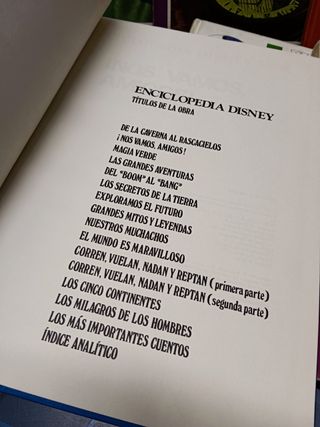 ENCICLOPEDIA DISNEY
TÍTULOS DE LA OBRA
DE LA CAVERNA AL RASCACIELOS
¡NOS VAMOS, AMIGOS!
MAGIA VERDE
LAS GRANDES AVENTURAS
DEL "BOOM" AL "BANG"
LOS SECRETOS DE LA TIERRA
EXPLORAMOS EL FUTURO
GRANDES MITOS Y LEYENDAS
NUESTROS MUCHACHOS
EL MUNDO ES MARAVILLOSO
CORREN, VUELAN, NADAN Y REPTAN (primera parte)
CORREN, VUELAN, NADAN Y REPTAN (segunda parte)
LOS CINCO CONTINENTES
LOS MILAGROS DE LOS HOMBRES
LOS MÁS IMPORTANTES CUENTOS
ÍNDICE ANALÍTICO